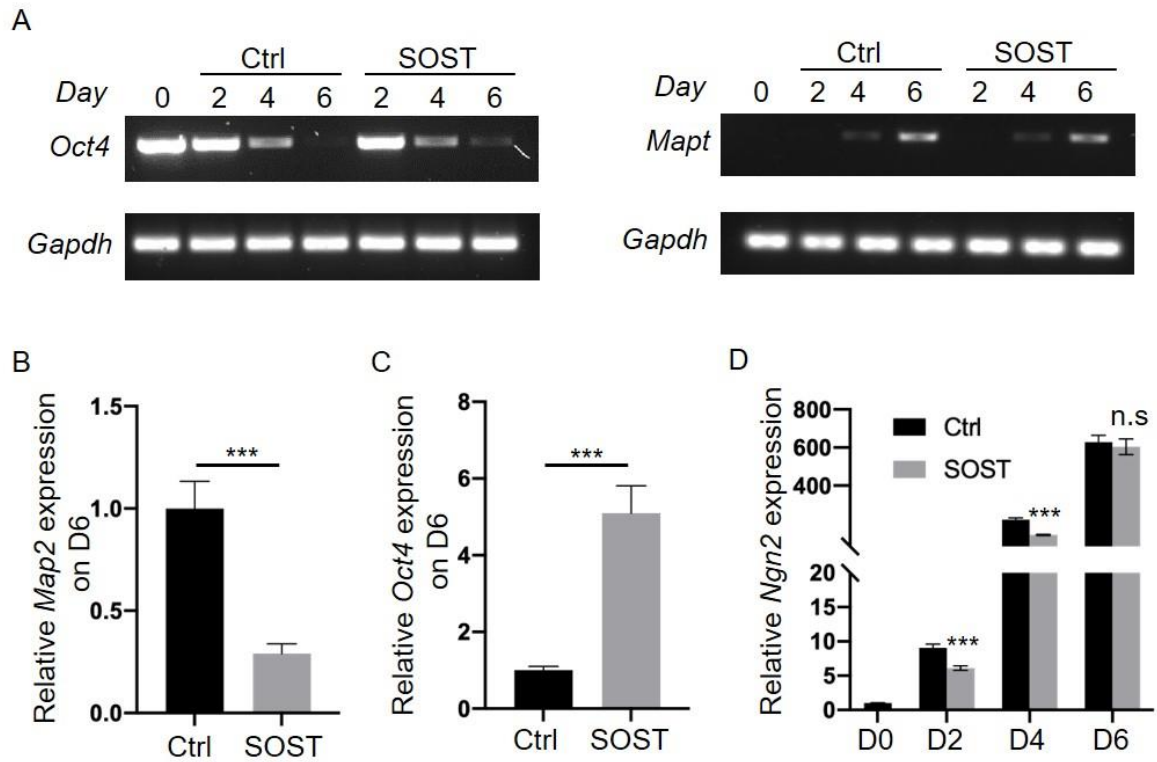 A
Ctrl SOST
Day 0 2 4 6 2 4 6
Oct4
Gapdh
Ctrl SOST
Day 0 2 4 6 2 4 6
Mapt
Gapdh
B
Relative Map2 expression
on D6
1.5
1.0
0.5
0.0
***
Ctrl SOST
C
Relative Oct4 expression
on D6
8
6
4
2
0
***
Ctrl SOST
D
Relative Ngn2 expression
800
600
400
20
15
10
5
0
Ctrl
SOST
***
***
n.s
D0 D2 D4 D6